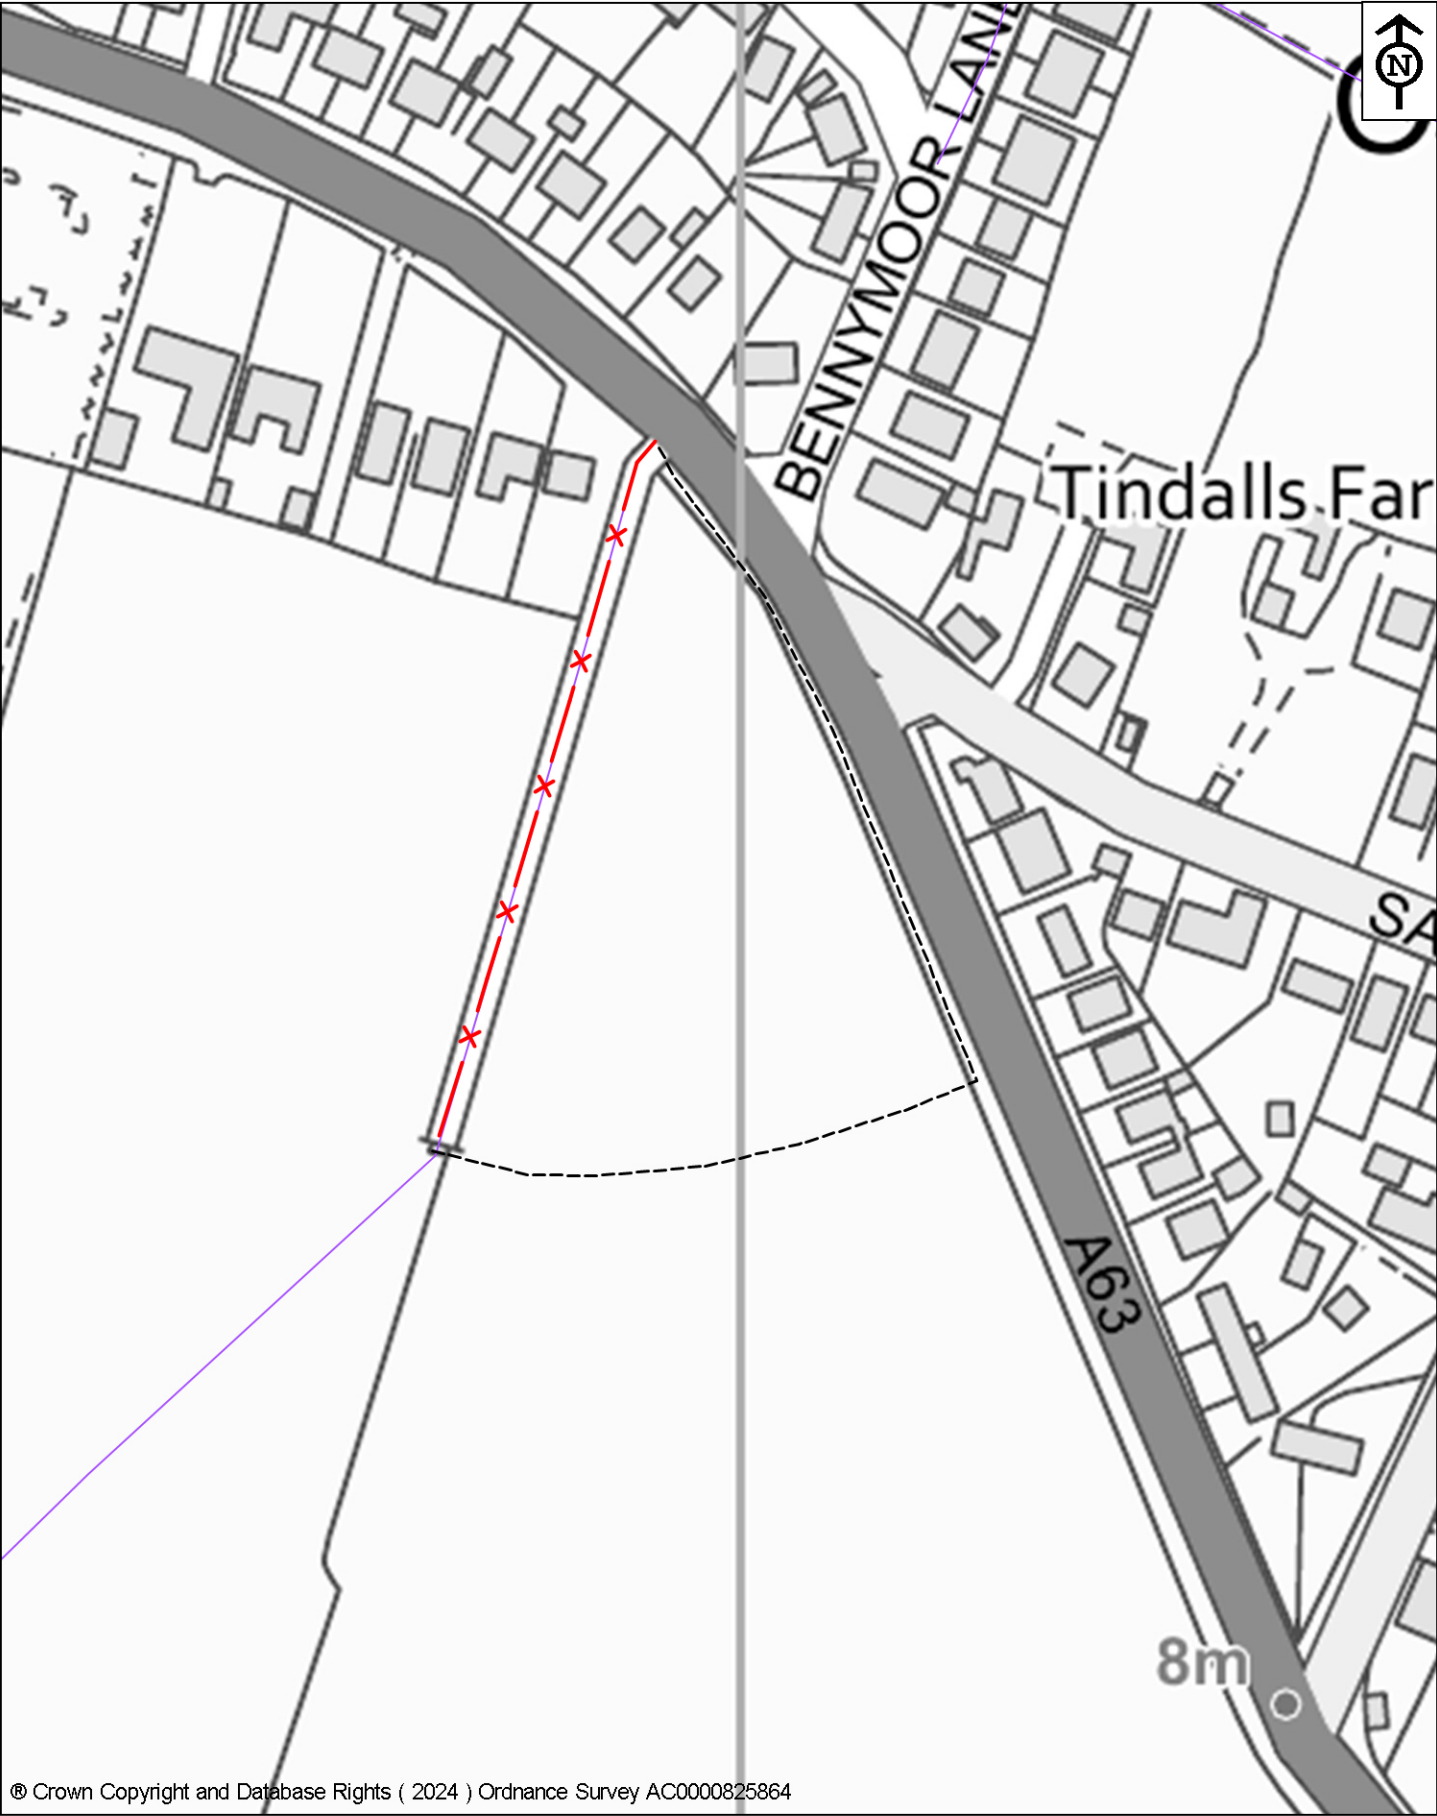 N
BENNYMOOR LANE
Tindalls Far
SA
A63
8m
® Crown Copyright and Database Rights ( 2024 ) Ordnance Survey AC0000825864